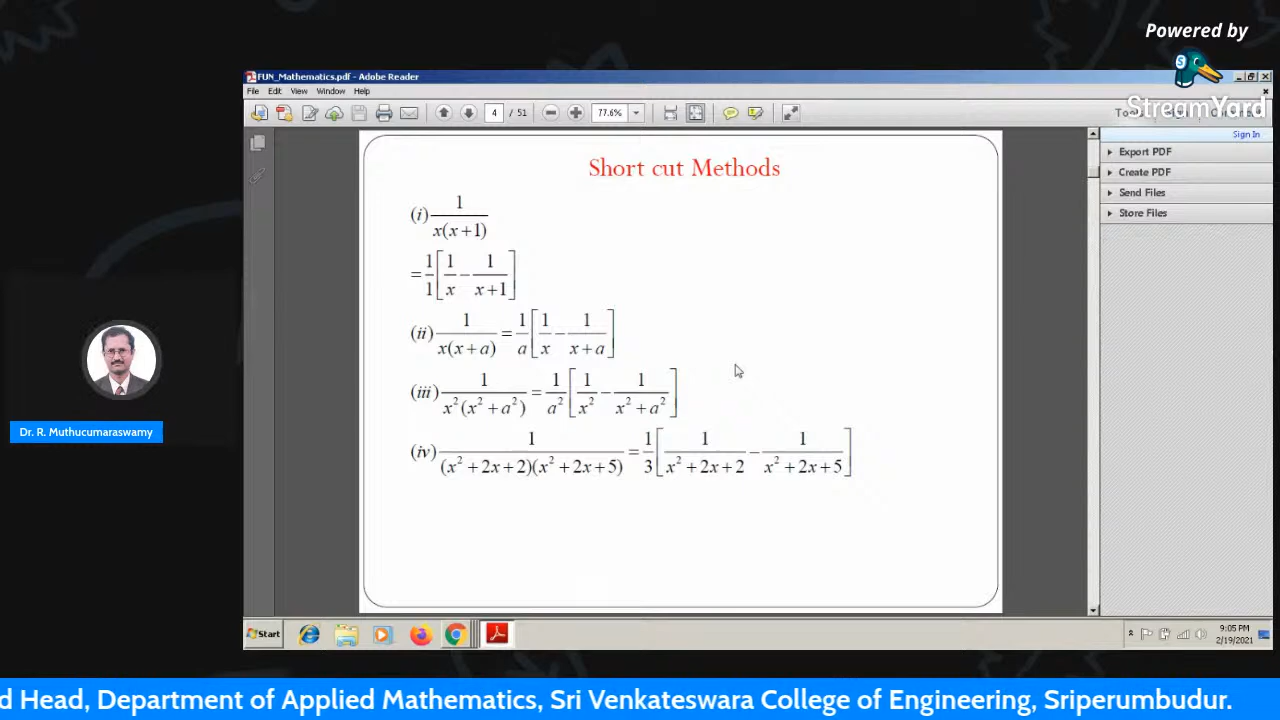 Powered by
StreamYard
FUN_Mathematics.pdf - Adobe Reader
File Edit View Window Help
4 / 51 77.6%
Sign In
Export PDF
Create PDF
Send Files
Store Files
Short cut Methods
(i) 1/(x(x+1))
= 1/1 [1/x − 1/(x+1)]
(ii) 1/(x(x+a)) = 1/a [1/x − 1/(x+a)]
(iii) 1/(x²(x²+a²)) = 1/a² [1/x² − 1/(x²+a²)]
(iv) 1/((x²+2x+2)(x²+2x+5)) = 1/3 [1/(x²+2x+2) − 1/(x²+2x+5)]
Dr. R. Muthucumaraswamy
Start
9:05 PM
2/19/2021
d Head, Department of Applied Mathematics, Sri Venkateswara College of Engineering, Sriperumbudur.